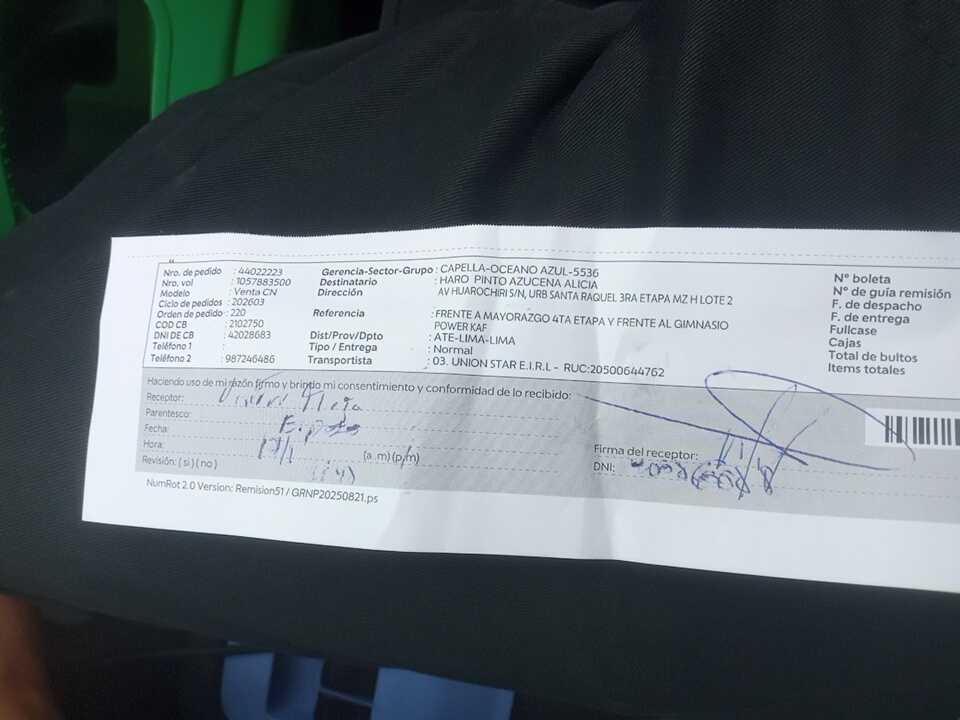 Nro. de pedido : 44022223
Nro. vol : 1057883500
Modelo : Venta CN
Ciclo de pedidos : 202603
Orden de pedido : 220
COD CB : 2102750
DNI DE CB : 42028683
Teléfono 1 :
Teléfono 2 : 987246486
Gerencia-Sector-Grupo : CAPELLA-OCEANO AZUL-5536
Destinatario : HARO PINTO AZUCENA ALICIA
Dirección AV HUAROCHIRI S/N, URB SANTA RAQUEL 3RA ETAPA MZ H LOTE 2
Referencia : FRENTE A MAYORAZGO 4TA ETAPA Y FRENTE AL GIMNASIO
POWER KAF
Dist/Prov/Dpto : ATE-LIMA-LIMA
Tipo / Entrega : Normal
Transportista : 03. UNION STAR E.I.R.L - RUC:20500644762
N° boleta
N° de guía remisión
F. de despacho
F. de entrega
Fullcase
Cajas
Total de bultos
Items totales
Haciendo uso de mi razón firmo y brindo mi consentimiento y conformidad de lo recibido:
Receptor:
Parentesco:
Fecha:
Hora: (a.m) (p.m)
Revisión: ( si ) ( no )
Firma del receptor:
DNI:
NumRot 2.0 Version: Remision51 / GRNP20250821.ps